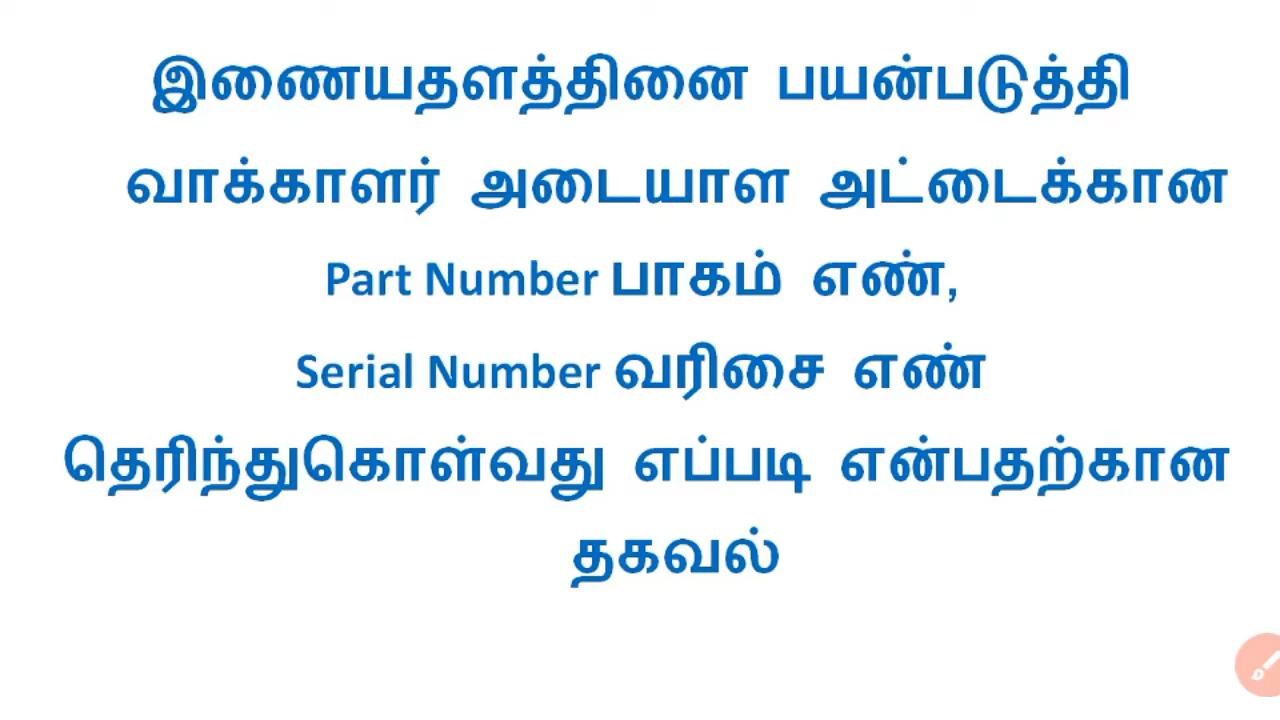 இணையதளத்தினை பயன்படுத்தி
வாக்காளர் அடையாள அட்டைக்கான
Part Number பாகம் எண்,
Serial Number வரிசை எண்
தெரிந்துகொள்வது எப்படி என்பதற்கான
தகவல்